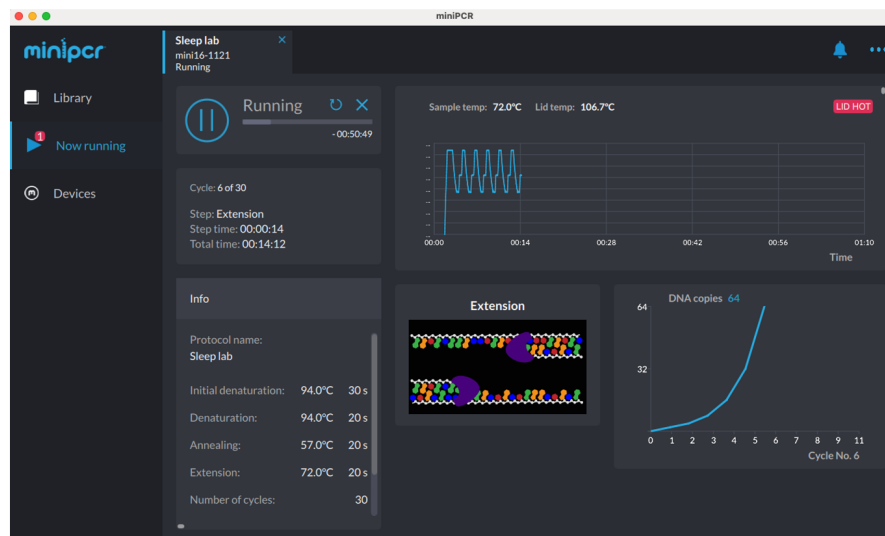 miniPCR
minipcr
Sleep lab
mini16-1121
Running
Library
1
Now running
Devices
Running
- 00:50:49
Cycle: 6 of 30
Step: Extension
Step time: 00:00:14
Total time: 00:14:12
Sample temp: 72.0°C Lid temp: 106.7°C LID HOT
-- 
--
--
--
--
--
00:00 00:14 00:28 00:42 00:56 01:10
Time
Info
Protocol name:
Sleep lab
Initial denaturation: 94.0°C 30 s
Denaturation: 94.0°C 20 s
Annealing: 57.0°C 20 s
Extension: 72.0°C 20 s
Number of cycles: 30
Extension
DNA copies 64
64
32
0 1 2 3 4 5 6 7 8 9 11
Cycle No. 6